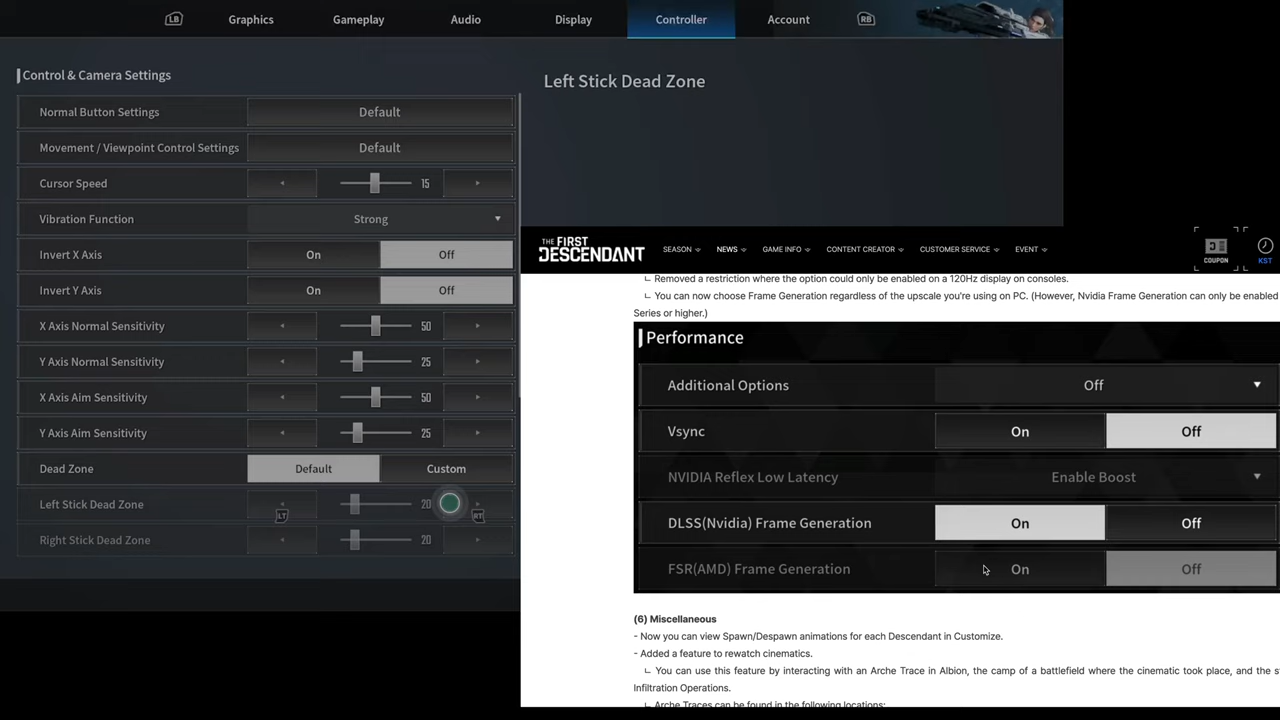 LB
Graphics
Gameplay
Audio
Display
Controller
Account
RB
Control & Camera Settings
Normal Button Settings Default
Movement / Viewpoint Control Settings Default
Cursor Speed 15
Vibration Function Strong
Invert X Axis On Off
Invert Y Axis On Off
X Axis Normal Sensitivity 50
Y Axis Normal Sensitivity 25
X Axis Aim Sensitivity 50
Y Axis Aim Sensitivity 25
Dead Zone Default Custom
Left Stick Dead Zone 20
LT RT
Right Stick Dead Zone 20
Left Stick Dead Zone
THE FIRST
DESCENDANT
SEASON NEWS GAME INFO CONTENT CREATOR CUSTOMER SERVICE EVENT
COUPON KST
ㄴ Removed a restriction where the option could only be enabled on a 120Hz display on consoles.
ㄴ You can now choose Frame Generation regardless of the upscale you're using on PC. (However, Nvidia Frame Generation can only be enabled
Series or higher.)
Performance
Additional Options Off
Vsync On Off
NVIDIA Reflex Low Latency Enable Boost
DLSS(Nvidia) Frame Generation On Off
FSR(AMD) Frame Generation On Off
(6) Miscellaneous
- Now you can view Spawn/Despawn animations for each Descendant in Customize.
- Added a feature to rewatch cinematics.
ㄴ You can use this feature by interacting with an Arche Trace in Albion, the camp of a battlefield where the cinematic took place, and the
Infiltration Operations.
ㄴ Arche Traces can be found in the following locations: